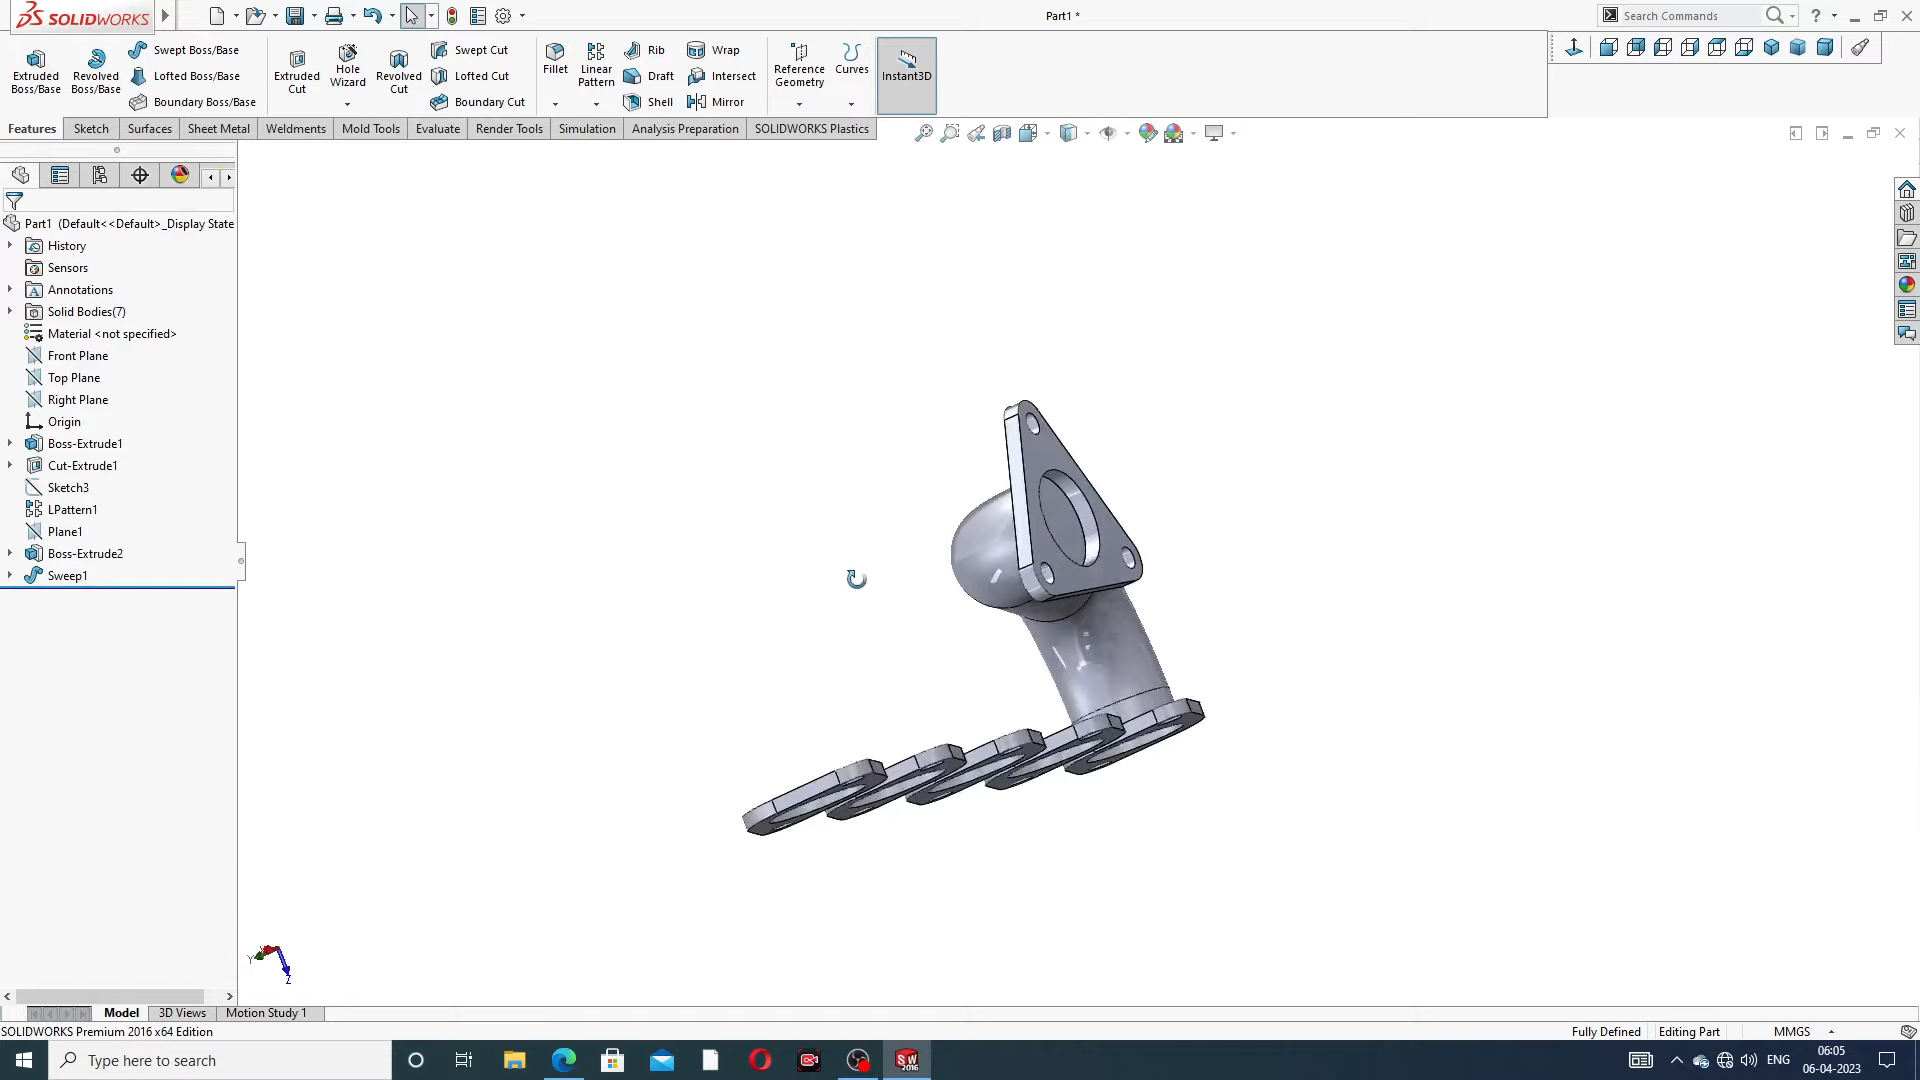 SOLIDWORKS
Part1 *
Search Commands
Extruded Boss/Base
Revolved Boss/Base
Swept Boss/Base
Lofted Boss/Base
Boundary Boss/Base
Extruded Cut
Hole Wizard
Revolved Cut
Swept Cut
Lofted Cut
Boundary Cut
Fillet
Linear Pattern
Rib
Draft
Shell
Wrap
Intersect
Mirror
Reference Geometry
Curves
Instant3D
Features
Sketch
Surfaces
Sheet Metal
Weldments
Mold Tools
Evaluate
Render Tools
Simulation
Analysis Preparation
SOLIDWORKS Plastics
Part1 (Default<<Default>_Display State
History
Sensors
Annotations
Solid Bodies(7)
Material <not specified>
Front Plane
Top Plane
Right Plane
Origin
Boss-Extrude1
Cut-Extrude1
Sketch3
LPattern1
Plane1
Boss-Extrude2
Sweep1
Y
Z
Model
3D Views
Motion Study 1
SOLIDWORKS Premium 2016 x64 Edition
Fully Defined
Editing Part
MMGS
Type here to search
ENG
06:05
06-04-2023